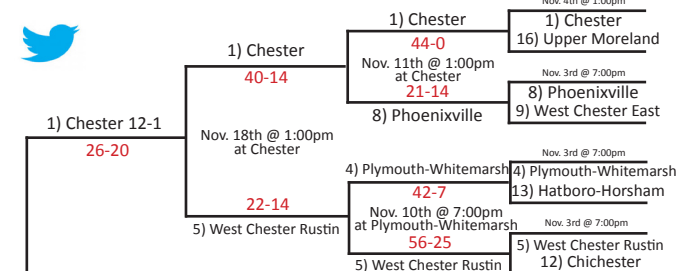 Nov. 4th @ 1:00pm
1) Chester
1) Chester
16) Upper Moreland
44-0
1) Chester
Nov. 11th @ 1:00pm
at Chester
40-14
Nov. 3rd @ 7:00pm
21-14
8) Phoenixville
9) West Chester East
8) Phoenixville
1) Chester 12-1
Nov. 18th @ 1:00pm
at Chester
26-20
Nov. 3rd @ 7:00pm
4) Plymouth-Whitemarsh
4) Plymouth-Whitemarsh
13) Hatboro-Horsham
42-7
22-14
Nov. 10th @ 7:00pm
at Plymouth-Whitemarsh
Nov. 3rd @ 7:00pm
5) West Chester Rustin
56-25
5) West Chester Rustin
12) Chichester
5) West Chester Rustin